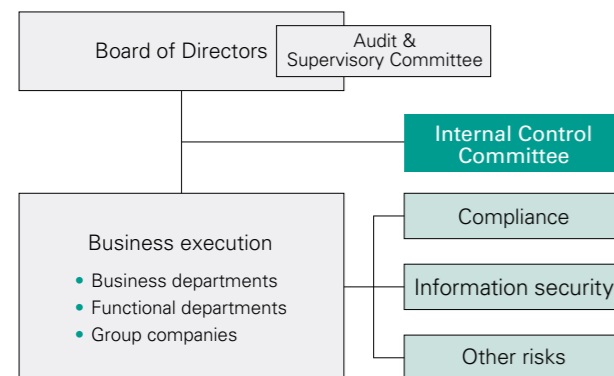 Board of Directors
Audit &
Supervisory Committee
Internal Control
Committee
Business execution
• Business departments
• Functional departments
• Group companies
Compliance
Information security
Other risks